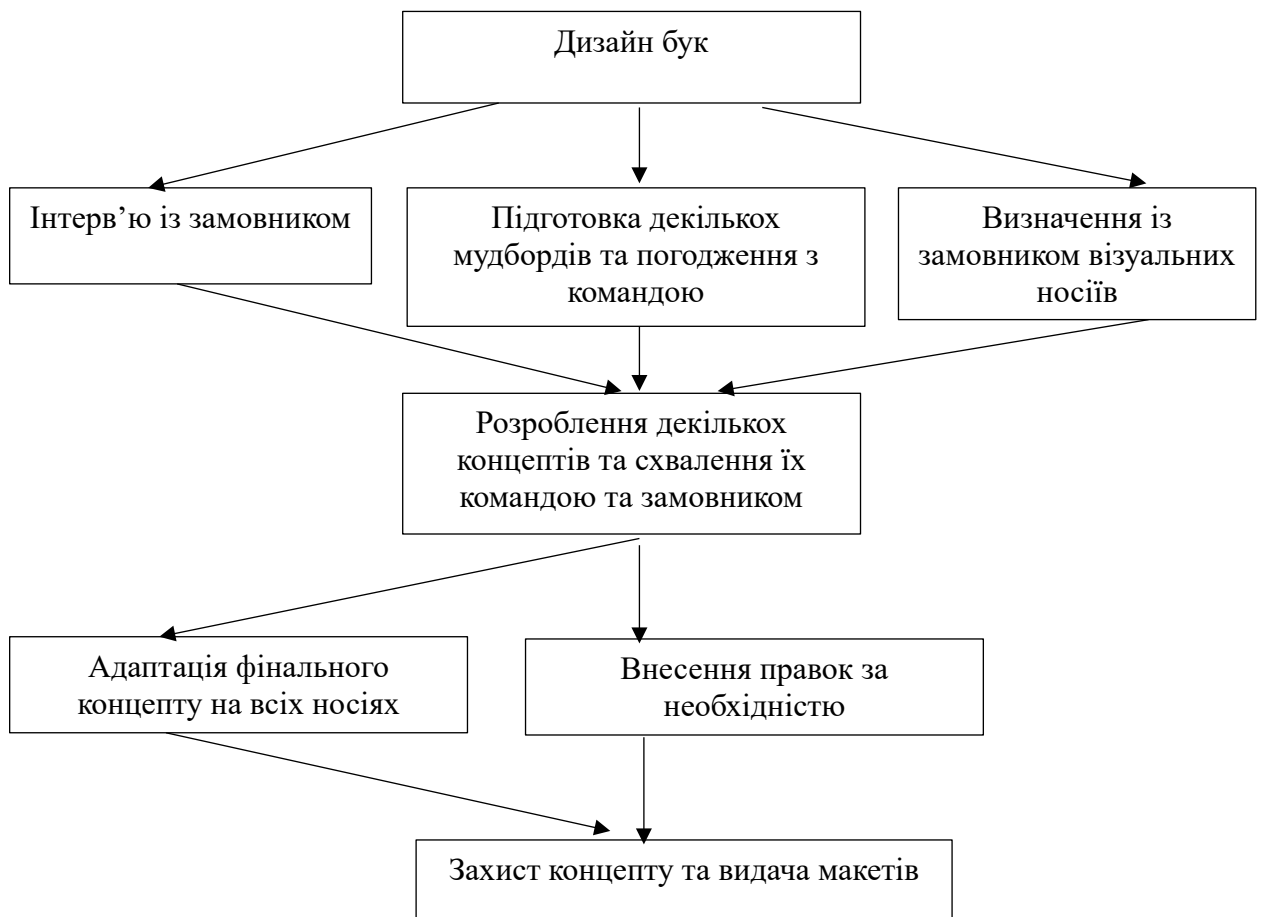 Дизайн бук
Інтерв’ю із замовником
Підготовка декількох
мудбордів та погодження з
командою
Визначення із
замовником візуальних
носіїв
Розроблення декількох
концептів та схвалення їх
командою та замовником
Адаптація фінального
концепту на всіх носіях
Внесення правок за
необхідністю
Захист концепту та видача макетів